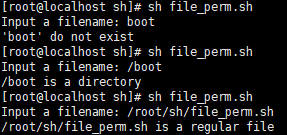 [root@localhost sh]# sh file_perm.sh
Input a filename: boot
'boot' do not exist
[root@localhost sh]# sh file_perm.sh
Input a filename: /boot
/boot is a directory
[root@localhost sh]# sh file_perm.sh
Input a filename: /root/sh/file_perm.sh
/root/sh/file_perm.sh is a regular file